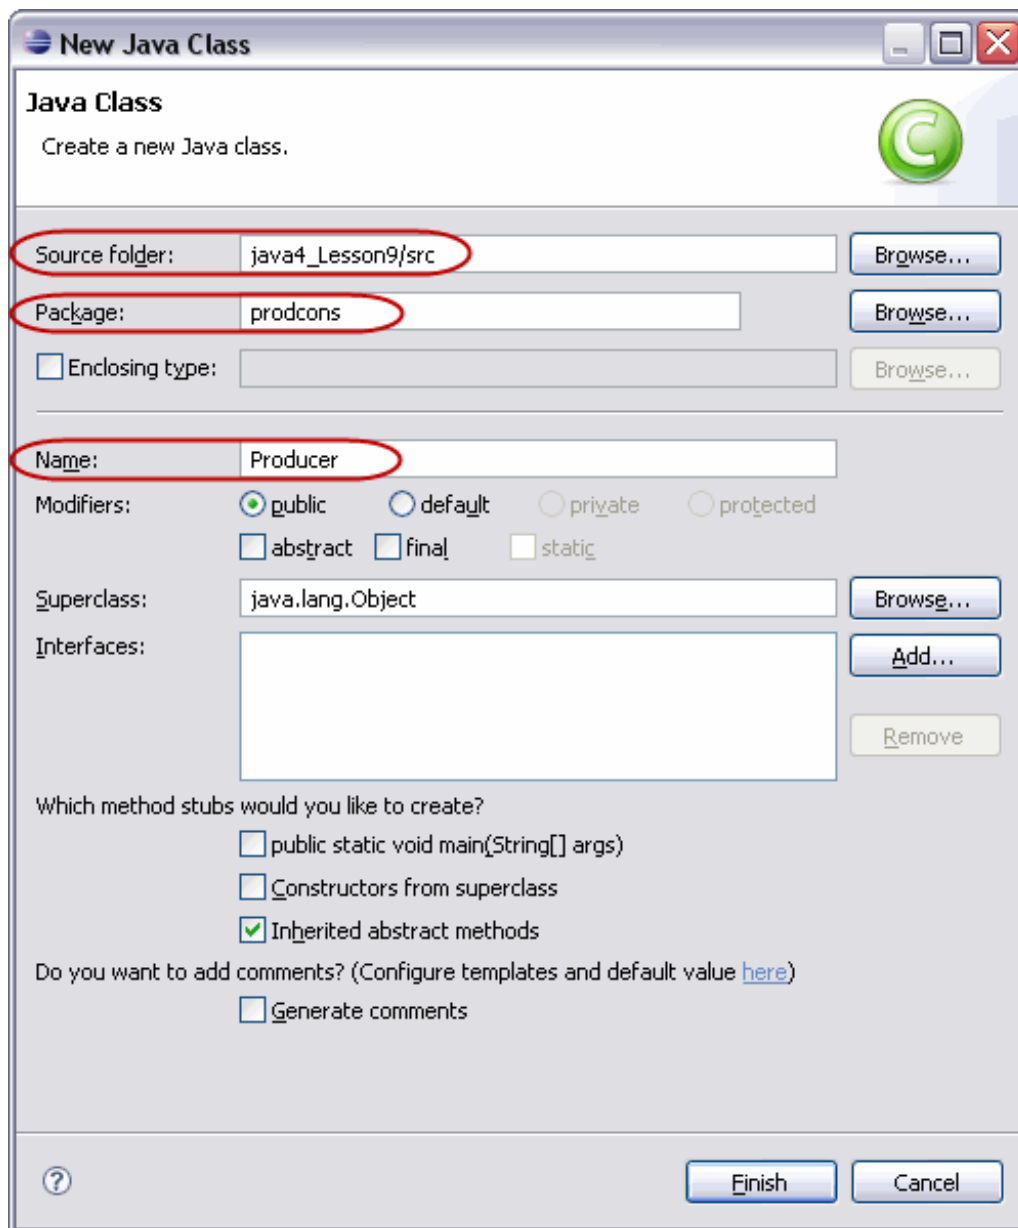 New Java Class
Java Class
Create a new Java class.
C
Source folder: java4_Lesson9/src Browse...
Package: prodcons Browse...
Enclosing type: Browse...
Name: Producer
Modifiers: public default private protected
abstract final static
Superclass: java.lang.Object Browse...
Interfaces: Add...
Remove
Which method stubs would you like to create?
public static void main(String[] args)
Constructors from superclass
Inherited abstract methods
Do you want to add comments? (Configure templates and default value here)
Generate comments
? Finish Cancel